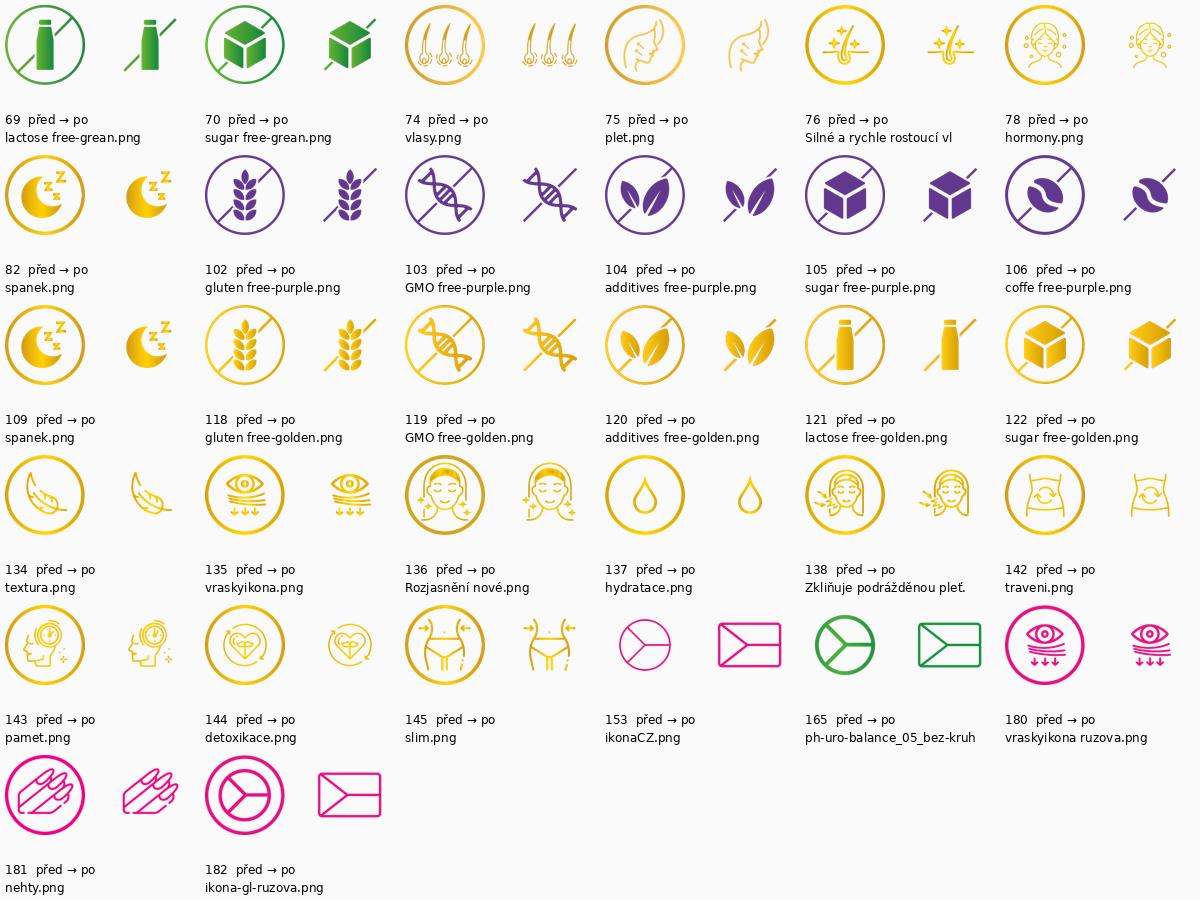 69 před → po
lactose free-grean.png
70 před → po
sugar free-grean.png
74 před → po
vlasy.png
75 před → po
plet.png
76 před → po
Silné a rychle rostoucí vl
78 před → po
hormony.png
82 před → po
spanek.png
102 před → po
gluten free-purple.png
103 před → po
GMO free-purple.png
104 před → po
additives free-purple.png
105 před → po
sugar free-purple.png
106 před → po
coffe free-purple.png
109 před → po
spanek.png
118 před → po
gluten free-golden.png
119 před → po
GMO free-golden.png
120 před → po
additives free-golden.png
121 před → po
lactose free-golden.png
122 před → po
sugar free-golden.png
134 před → po
textura.png
135 před → po
vraskyikona.png
136 před → po
Rozjasnění nové.png
137 před → po
hydratace.png
138 před → po
Zkliňuje podrážděnou pleť.
142 před → po
traveni.png
143 před → po
pamet.png
144 před → po
detoxikace.png
145 před → po
slim.png
153 před → po
ikonaCZ.png
165 před → po
ph-uro-balance_05_bez-kruh
180 před → po
vraskyikona ruzova.png
181 před → po
nehty.png
182 před → po
ikona-gl-ruzova.png